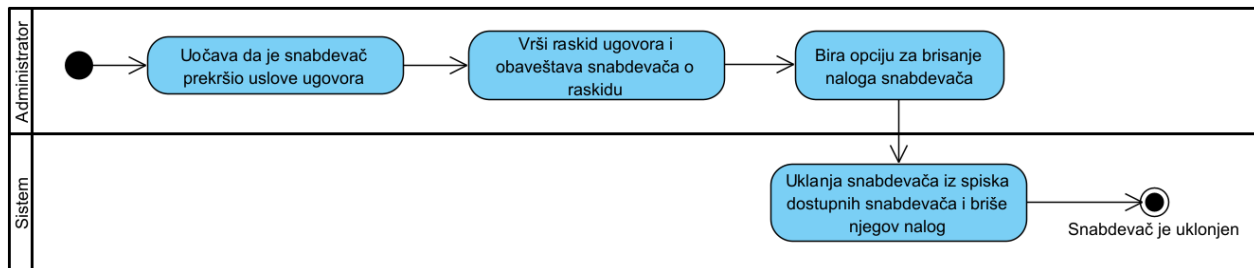 Administrator
Uočava da je snabdevač
prekršio uslove ugovora
Vrši raskid ugovora i
obaveštava snabdevača o
raskidu
Bira opciju za brisanje
naloga snabdevača
Sistem
Uklanja snabdevača iz spiska
dostupnih snabdevača i briše
njegov nalog
Snabdevač je uklonjen